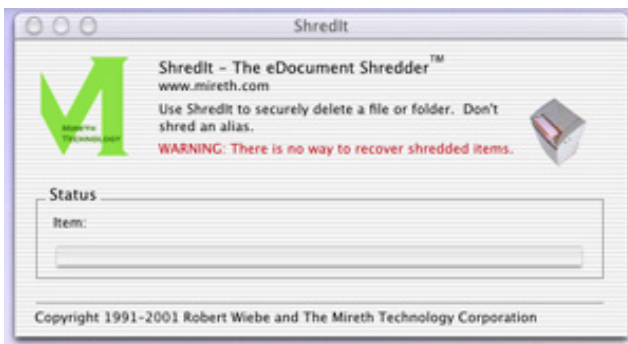 ShredIt
ShredIt - The eDocument Shredder™
www.mireth.com
Use ShredIt to securely delete a file or folder. Don't
shred an alias.
WARNING: There is no way to recover shredded items.
Mireth
Technology
Status
Item:
Copyright 1991-2001 Robert Wiebe and The Mireth Technology Corporation